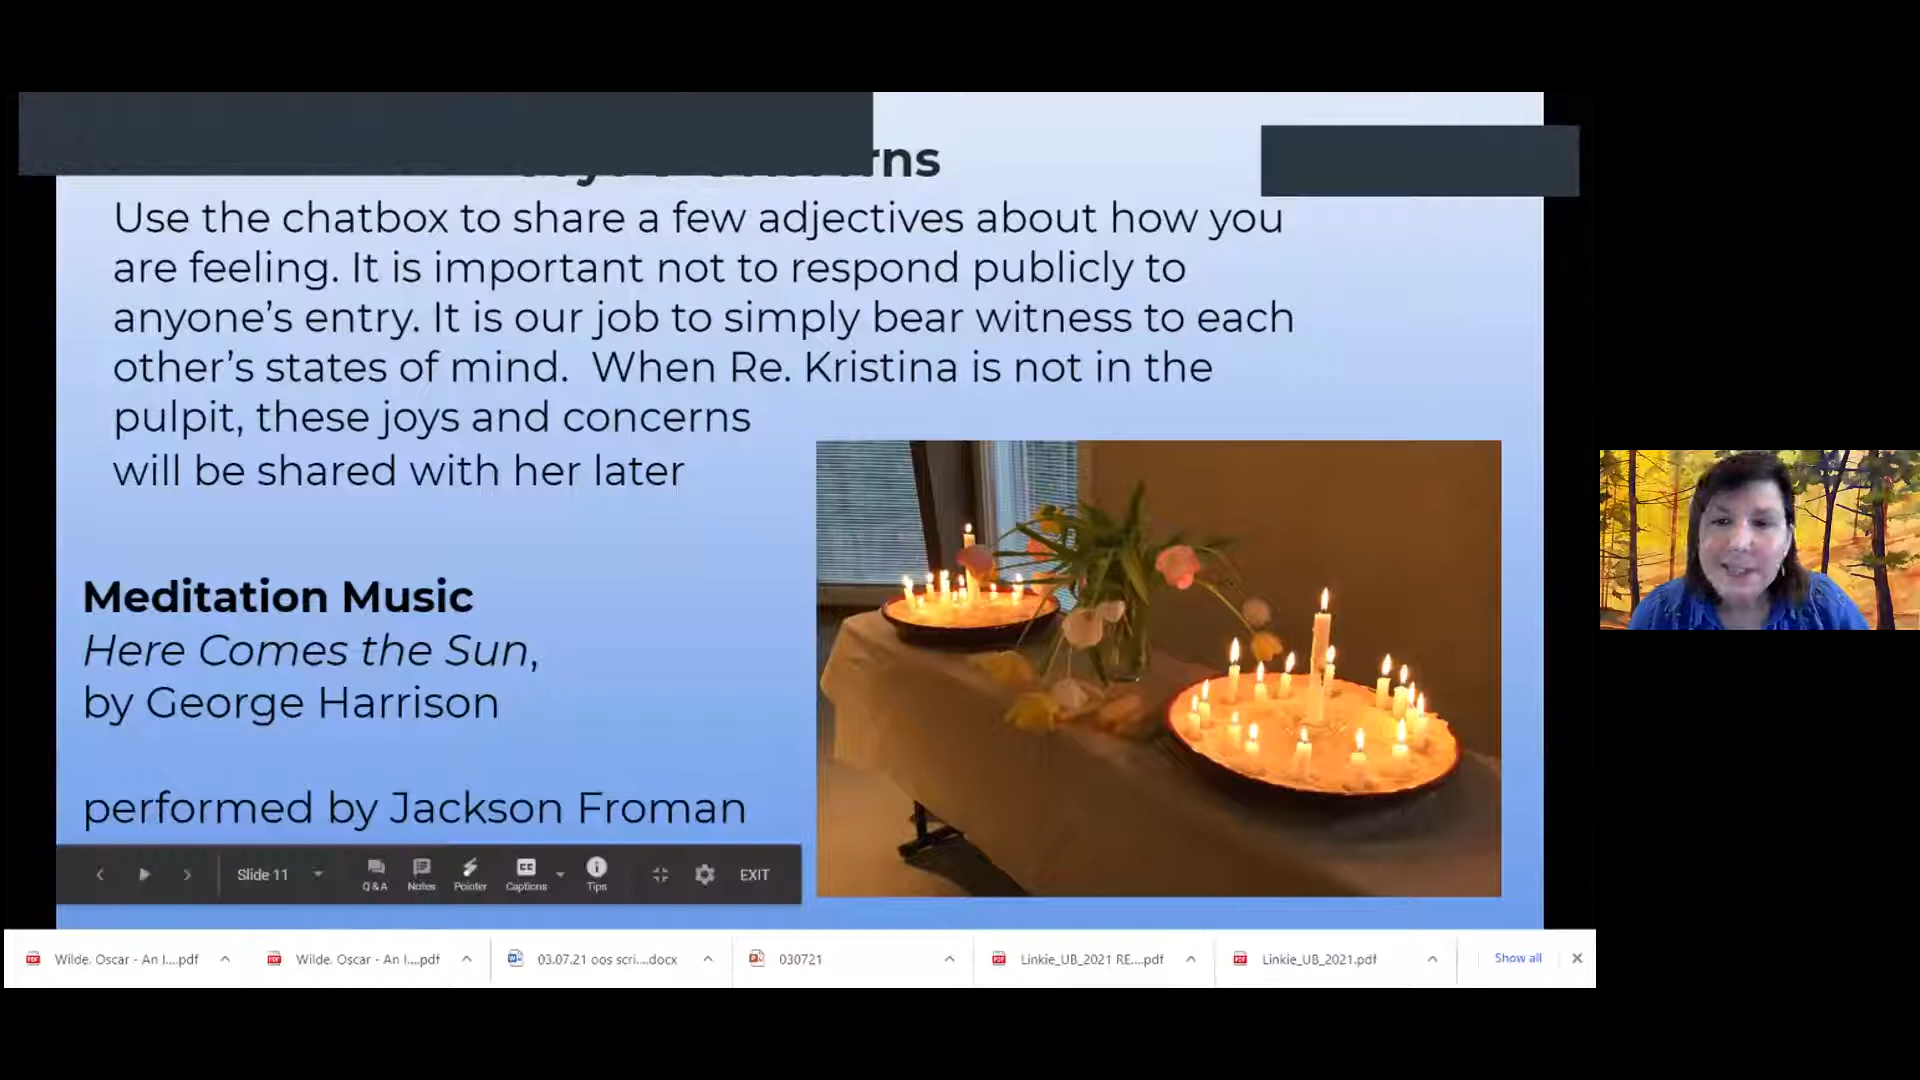 Use the chatbox to share a few adjectives about how you
are feeling. It is important not to respond publicly to
anyone’s entry. It is our job to simply bear witness to each
other’s states of mind.  When Re. Kristina is not in the
pulpit, these joys and concerns
will be shared with her later
Meditation Music
Here Comes the Sun,
by George Harrison
performed by Jackson Froman
Slide 11
Q & A
Notes
Pointer
CC
Captions
Tips
EXIT
Wilde. Oscar - An I....pdf
Wilde. Oscar - An I....pdf
03.07.21 oos scri....docx
030721
Linkie_UB_2021 RE....pdf
Linkie_UB_2021.pdf
Show all